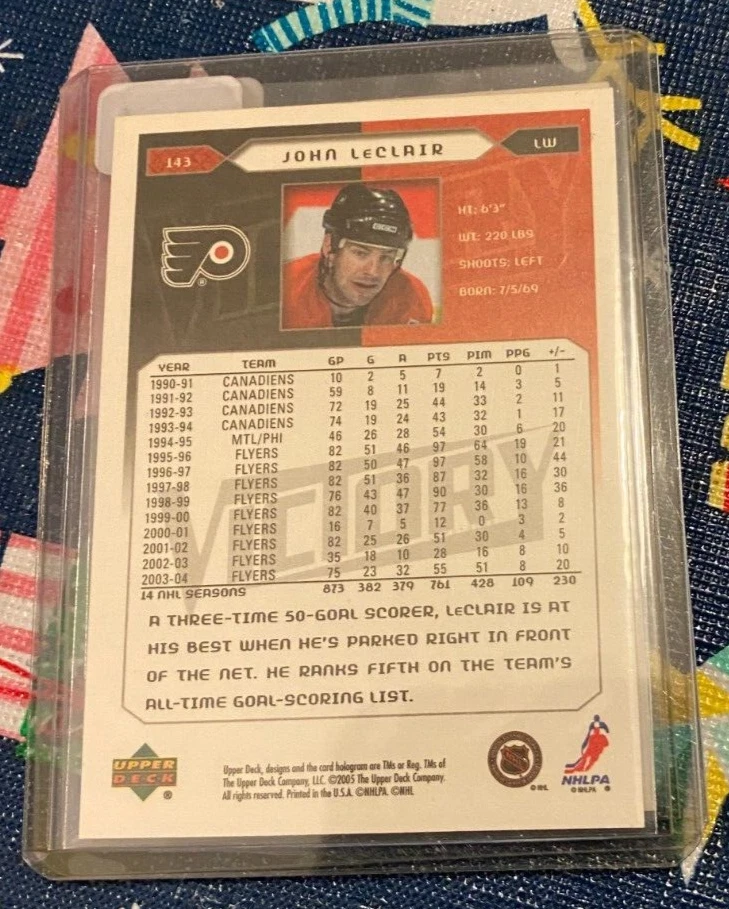 143 JOHN LeCLAIR LW
HT: 6'3"
WT: 220 LBS
SHOOTS: LEFT
BORN: 7/5/69
YEAR TEAM GP G A PTS PIM PPG +/-
1990-91 CANADIENS 10 2 5 7 2 0 1
1991-92 CANADIENS 59 8 11 19 14 3 5
1992-93 CANADIENS 72 19 25 44 33 2 11
1993-94 CANADIENS 74 19 24 43 32 1 17
1994-95 MTL/PHI 46 26 28 54 30 6 20
1995-96 FLYERS 82 51 46 97 64 19 21
1996-97 FLYERS 82 50 47 97 58 10 44
1997-98 FLYERS 82 51 36 87 32 16 30
1998-99 FLYERS 76 43 47 90 30 16 36
1999-00 FLYERS 82 40 37 77 36 13 8
2000-01 FLYERS 16 7 5 12 0 3 2
2001-02 FLYERS 82 25 26 51 30 4 5
2002-03 FLYERS 35 18 10 28 16 8 10
2003-04 FLYERS 75 23 32 55 51 8 20
14 NHL SEASONS 873 382 379 761 428 109 230
VICTORY
A THREE-TIME 50-GOAL SCORER, LeCLAIR IS AT
HIS BEST WHEN HE'S PARKED RIGHT IN FRONT
OF THE NET. HE RANKS FIFTH ON THE TEAM'S
ALL-TIME GOAL-SCORING LIST.
UPPER
DECK ®
Upper Deck, designs and the card hologram are TMs or Reg. TMs of
The Upper Deck Company, LLC. ©2005 The Upper Deck Company.
All rights reserved. Printed in the U.S.A. ©NHLPA. ©NHL
© NHL
NHLPA
© NHLPA ®